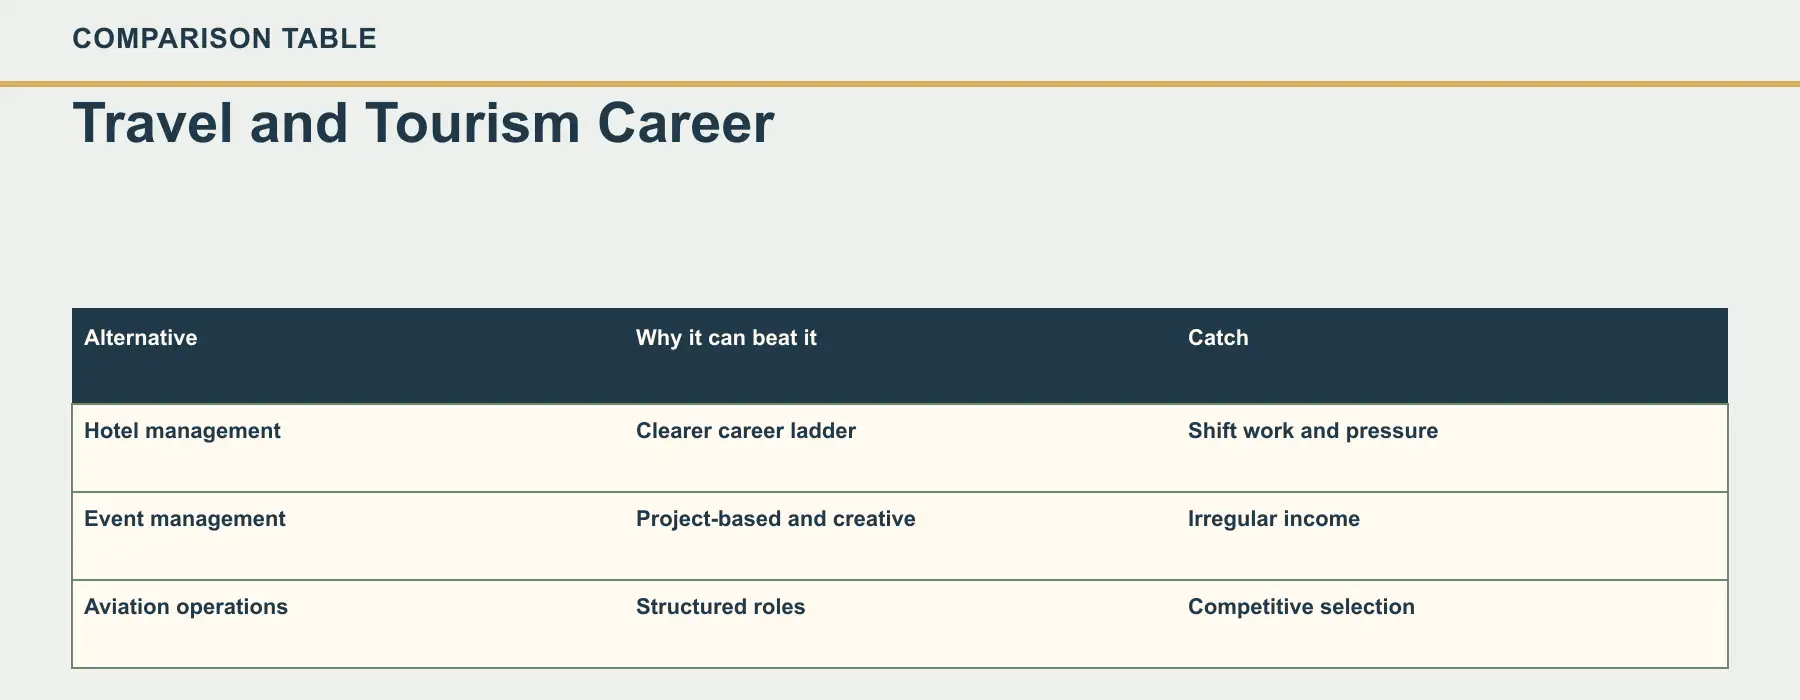 COMPARISON TABLE
Travel and Tourism Career
Alternative Why it can beat it Catch
Hotel management Clearer career ladder Shift work and pressure
Event management Project-based and creative Irregular income
Aviation operations Structured roles Competitive selection